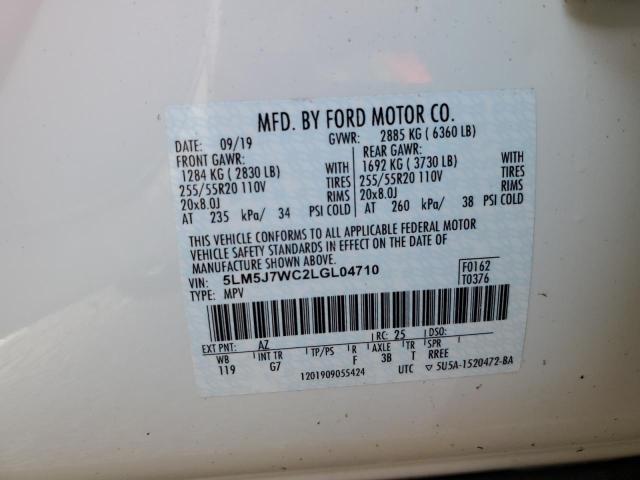 MFD. BY FORD MOTOR CO.
DATE: 09/19 GVWR: 2885 KG ( 6360 LB)
FRONT GAWR: REAR GAWR:
1284 KG ( 2830 LB) WITH 1692 KG ( 3730 LB) WITH
255/55R20 110V TIRES 255/55R20 110V TIRES
20x8.0J RIMS 20x8.0J RIMS
AT 235 kPa/ 34 PSI COLD AT 260 kPa/ 38 PSI COLD
THIS VEHICLE CONFORMS TO ALL APPLICABLE FEDERAL MOTOR
VEHICLE SAFETY STANDARDS IN EFFECT ON THE DATE OF
MANUFACTURE SHOWN ABOVE.
VIN: 5LM5J7WC2LGL04710 F0162
TYPE: MPV T0376
EXT PNT: AZ RC: 25 DSO:
WB INT TR TP/PS R AXLE TR SPR
119 G7 F 3B T RREE
1201909055424 UTC ▽ 5U5A-1520472-BA